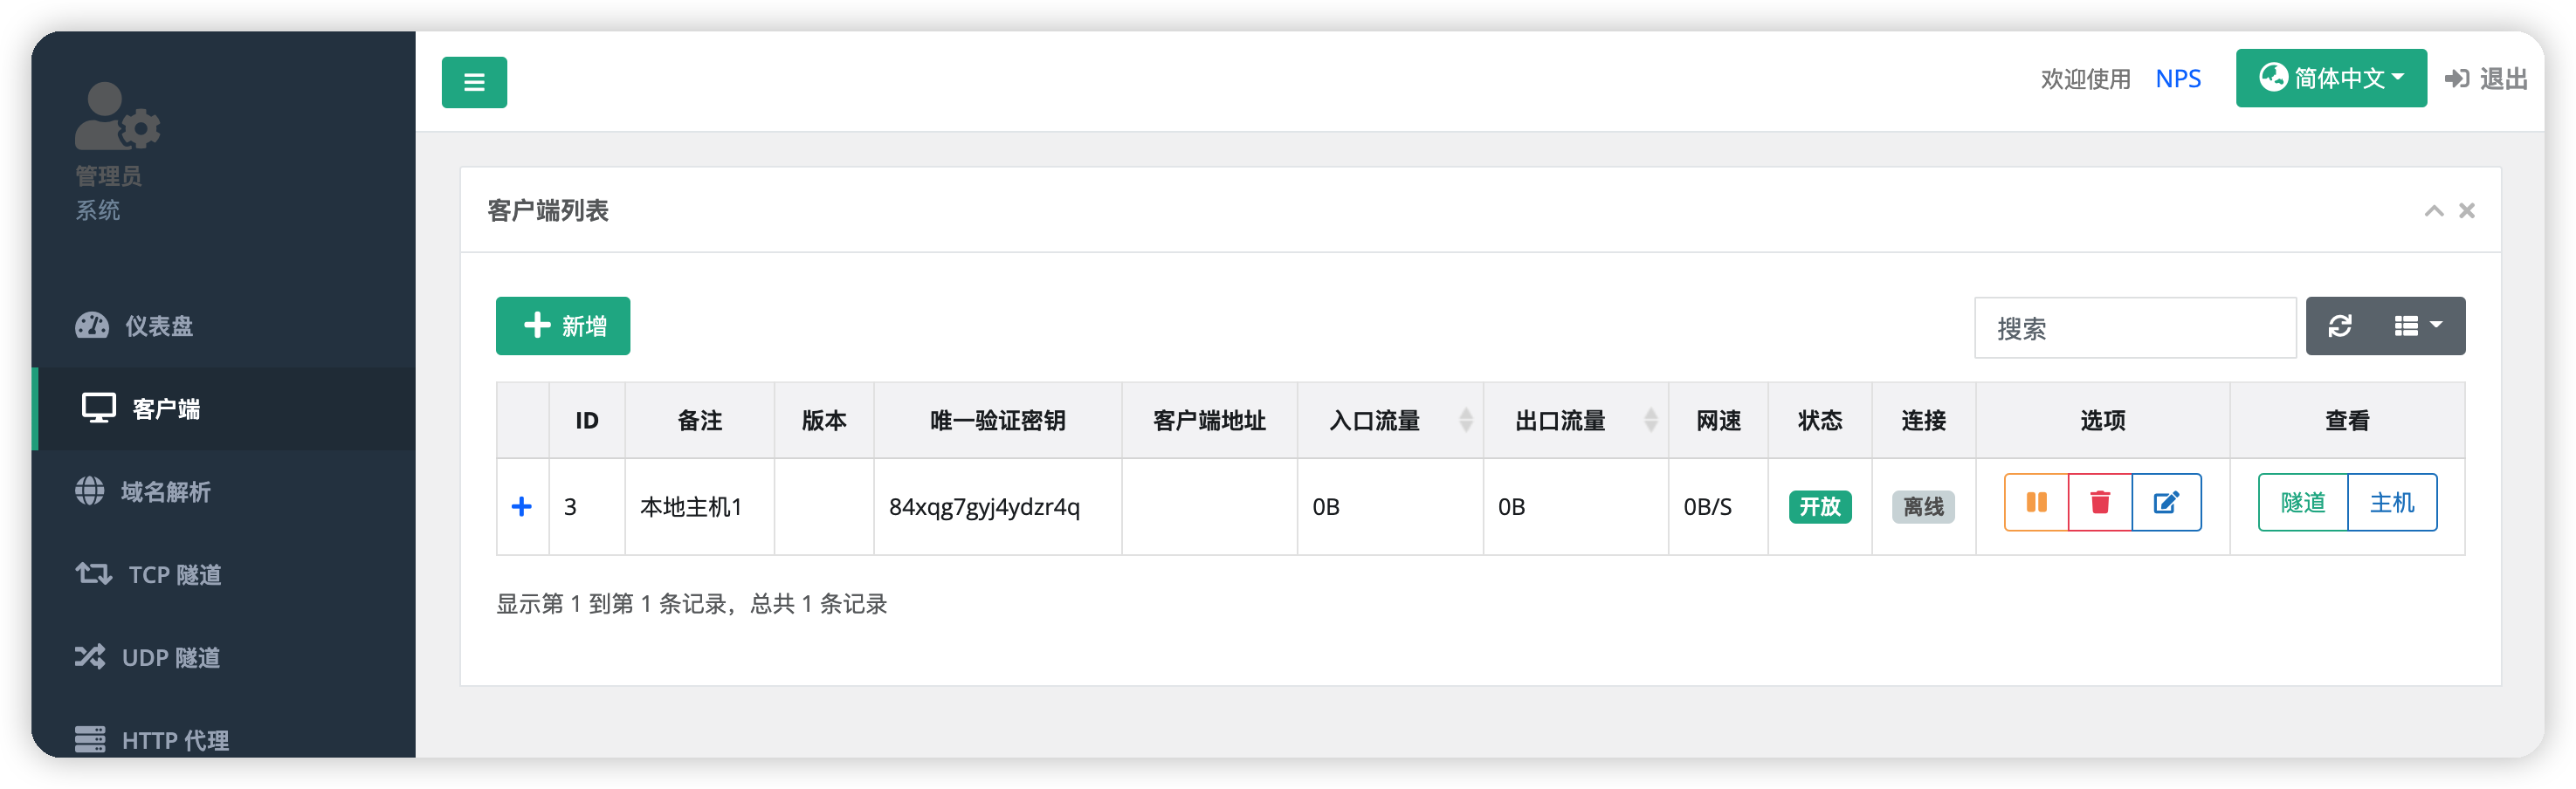 欢迎使用 NPS 简体中文 退出
管理员
系统
仪表盘
客户端
域名解析
TCP 隧道
UDP 隧道
HTTP 代理
客户端列表
新增
搜索
ID 备注 版本 唯一验证密钥 客户端地址 入口流量 出口流量 网速 状态 连接 选项 查看
3 本地主机1 84xqg7gyj4ydzr4q 0B 0B 0B/S 开放 离线 隧道 主机
显示第 1 到第 1 条记录，总共 1 条记录